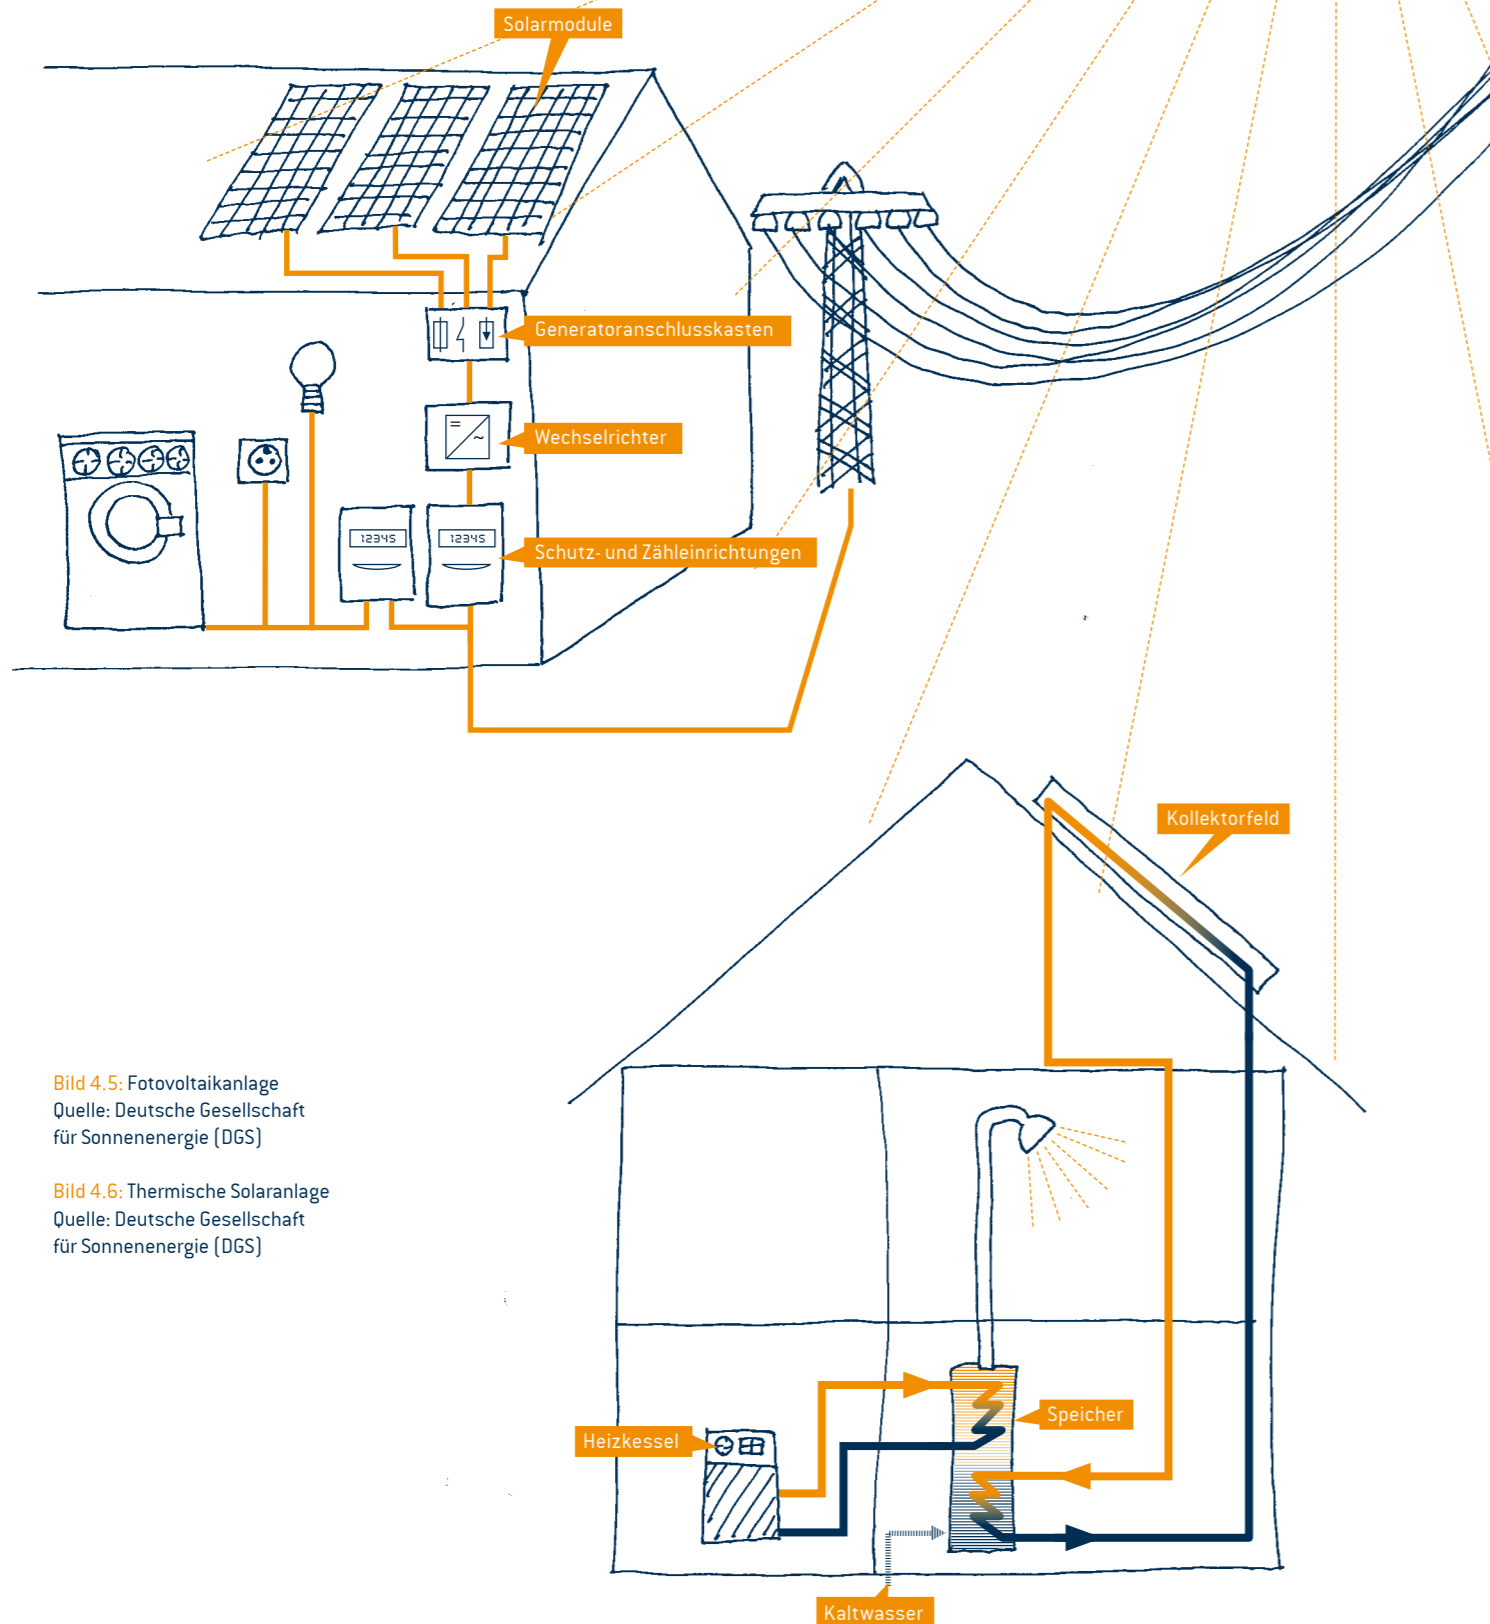 Solarmodule
Generatoranschlusskasten
=
~
Wechselrichter
12345
12345
Schutz- und Zähleinrichtungen
Kollektorfeld
Bild 4.5: Fotovoltaikanlage
Quelle: Deutsche Gesellschaft
für Sonnenenergie (DGS)
Bild 4.6: Thermische Solaranlage
Quelle: Deutsche Gesellschaft
für Sonnenenergie (DGS)
Speicher
Heizkessel
Kaltwasser